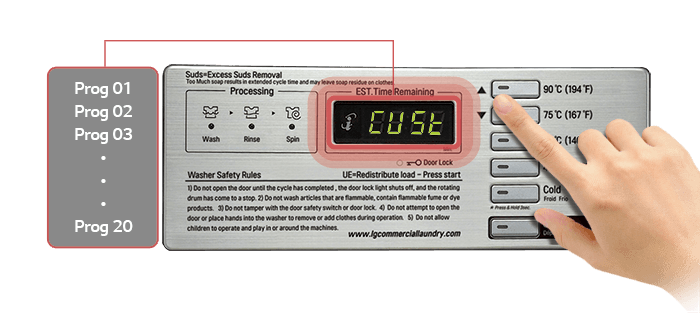 Prog 01
Prog 02
Prog 03
Prog 20
Suds=Excess Suds Removal
Too Much soap results in extended cycle time and may leave soap residue on clothes
Processing
Wash
Rinse
Spin
EST.Time Remaining
CUSt
Door Lock
Washer Safety Rules
UE=Redistribute load - Press start
1) Do not open the door until the cycle has completed , the door lock light shuts off, and the rotating
drum has come to a stop. 2) Do not wash articles that are flammable, contain flammable fume or dye
products. 3) Do not tamper with the door safety switch or door lock. 4) Do not attempt to open the
door or place hands into the washer to remove or add clothes during operation. 5) Do not allow
children to operate and play in or around the machines.
www.lgcommerciallaundry.com
90°C (194°F)
75°C (167°F)
Cold
Froid
* Press & Hold 3sec.